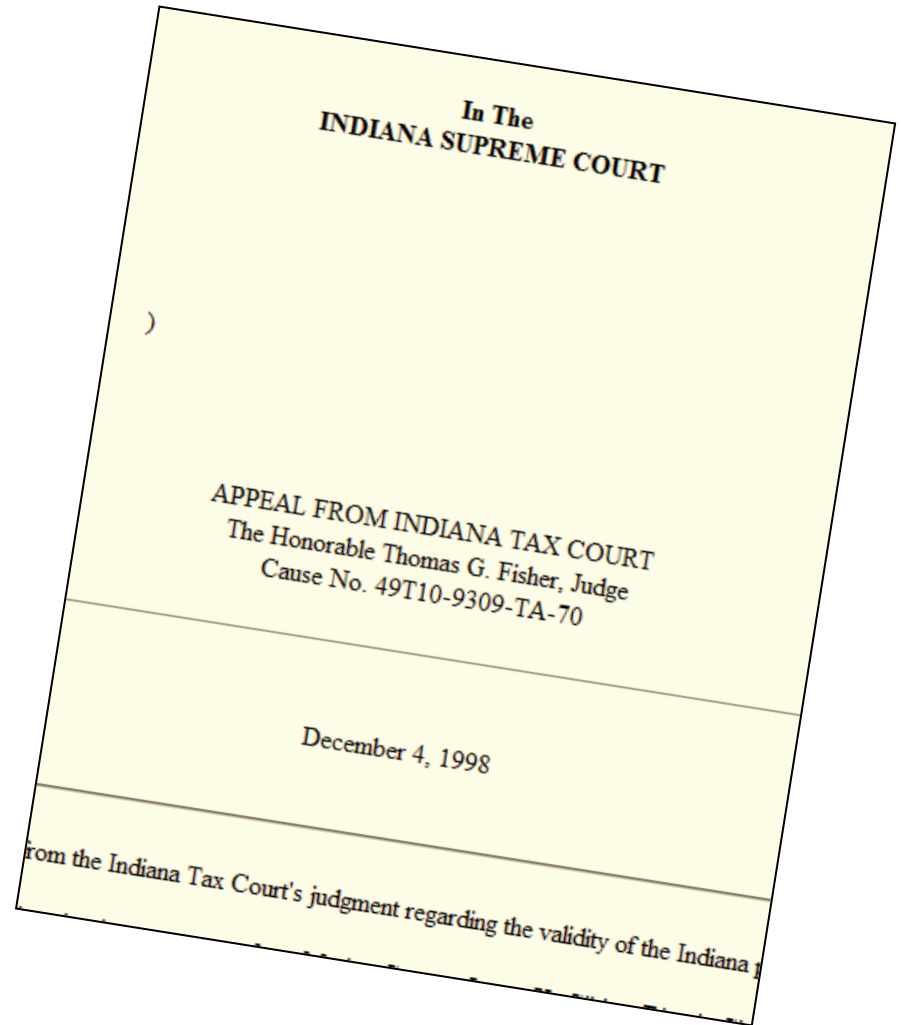 In The
INDIANA SUPREME COURT
)
APPEAL FROM INDIANA TAX COURT
The Honorable Thomas G. Fisher, Judge
Cause No. 49T10-9309-TA-70
December 4, 1998
from the Indiana Tax Court's judgment regarding the validity of the Indiana